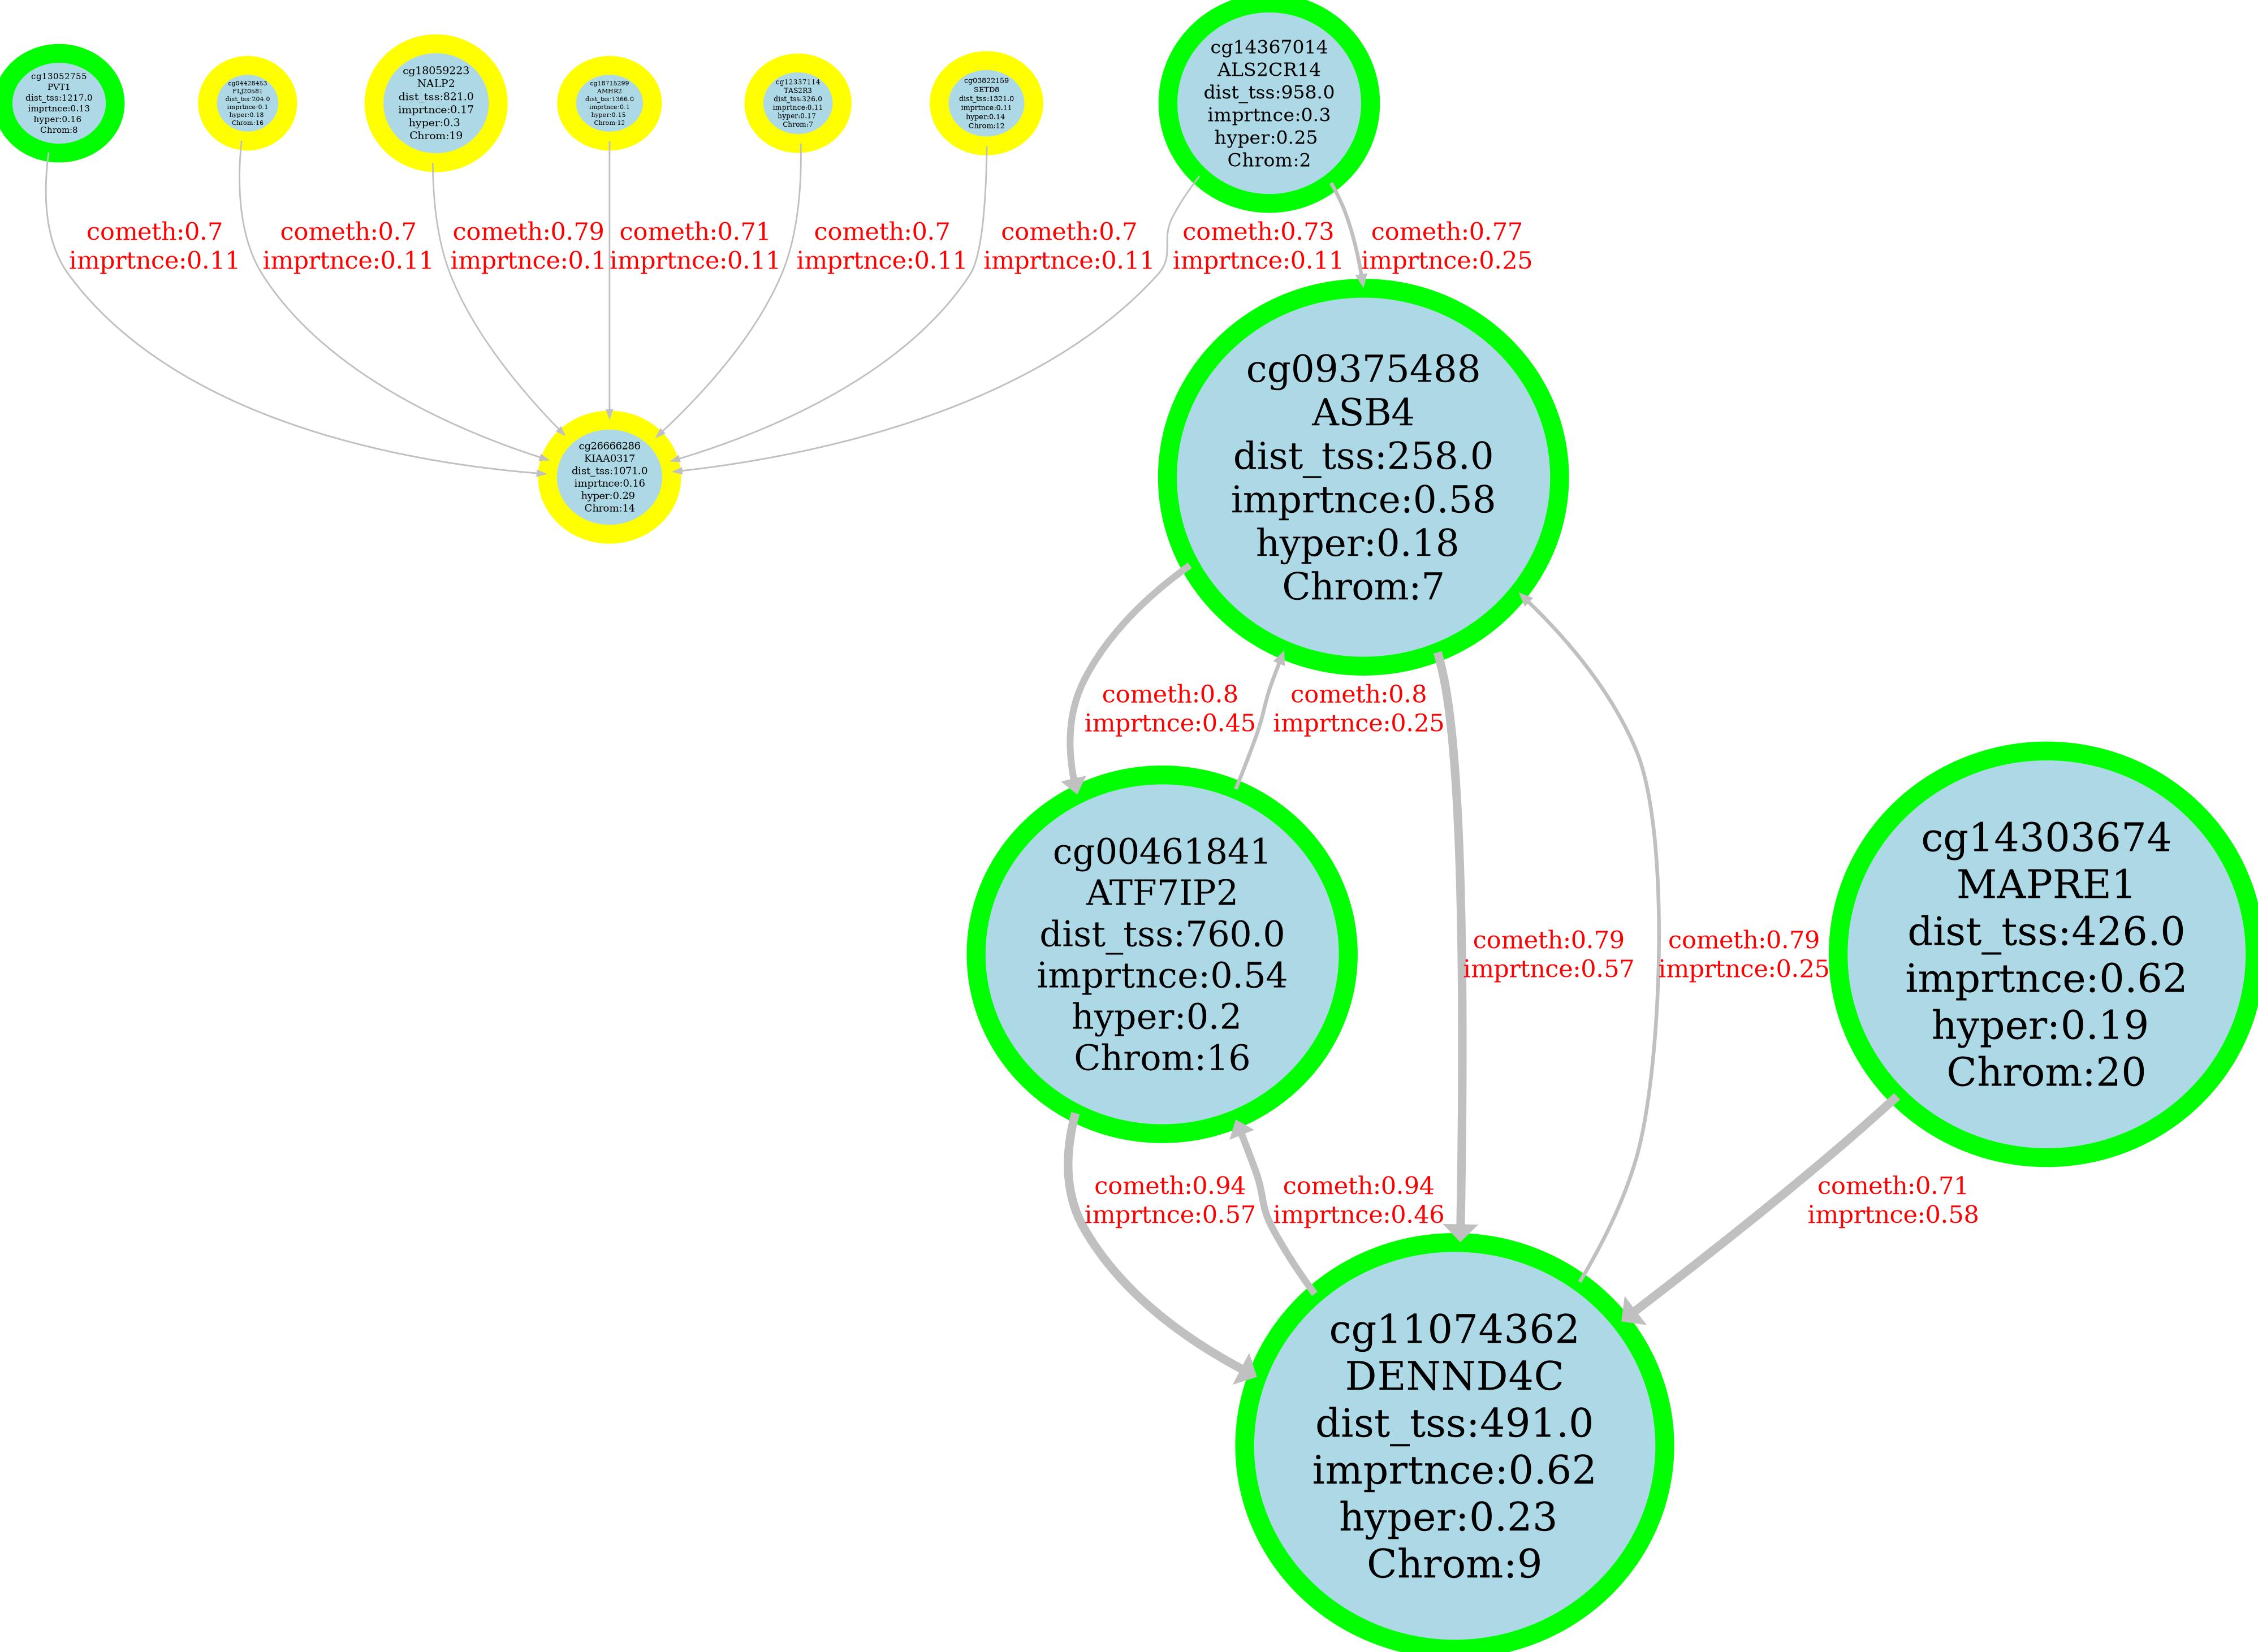 cg13052755
PVT1
dist_tss:1217.0
imprtnce:0.13
hyper:0.16
Chrom:8
cg04428453
FLJ20581
dist_tss:204.0
imprtnce:0.1
hyper:0.18
Chrom:16
cg18059223
NALP2
dist_tss:821.0
imprtnce:0.17
hyper:0.3
Chrom:19
cg18715299
AMHR2
dist_tss:1366.0
imprtnce:0.1
hyper:0.15
Chrom:12
cg12337114
TAS2R3
dist_tss:326.0
imprtnce:0.11
hyper:0.17
Chrom:7
cg03822159
SETD8
dist_tss:1321.0
imprtnce:0.11
hyper:0.14
Chrom:12
cg14367014
ALS2CR14
dist_tss:958.0
imprtnce:0.3
hyper:0.25
Chrom:2
cometh:0.7
imprtnce:0.11
cometh:0.7
imprtnce:0.11
cometh:0.79
imprtnce:0.1
cometh:0.71
imprtnce:0.11
cometh:0.7
imprtnce:0.11
cometh:0.7
imprtnce:0.11
cometh:0.73
imprtnce:0.11
cometh:0.77
imprtnce:0.25
cg26666286
KIAA0317
dist_tss:1071.0
imprtnce:0.16
hyper:0.29
Chrom:14
cg09375488
ASB4
dist_tss:258.0
imprtnce:0.58
hyper:0.18
Chrom:7
cometh:0.8
imprtnce:0.45
cometh:0.8
imprtnce:0.25
cg00461841
ATF7IP2
dist_tss:760.0
imprtnce:0.54
hyper:0.2
Chrom:16
cometh:0.79
imprtnce:0.57
cometh:0.79
imprtnce:0.25
cg14303674
MAPRE1
dist_tss:426.0
imprtnce:0.62
hyper:0.19
Chrom:20
cometh:0.94
imprtnce:0.57
cometh:0.94
imprtnce:0.46
cometh:0.71
imprtnce:0.58
cg11074362
DENND4C
dist_tss:491.0
imprtnce:0.62
hyper:0.23
Chrom:9